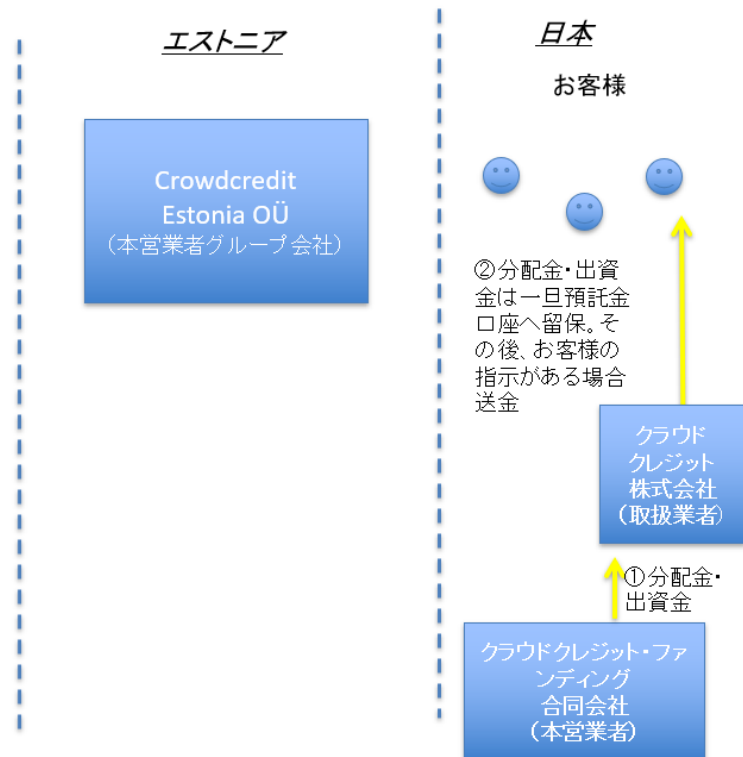 エストニア
Crowdcredit
Estonia OÜ
（本営業者グループ会社）
日本
お客様
②分配金・出資
金は一旦預託金
口座へ留保。そ
の後、お客様の
指示がある場合
送金
クラウド
クレジット
株式会社
（取扱業者）
①分配金・
出資金
クラウドクレジット・ファ
ンディング
合同会社
（本営業者）